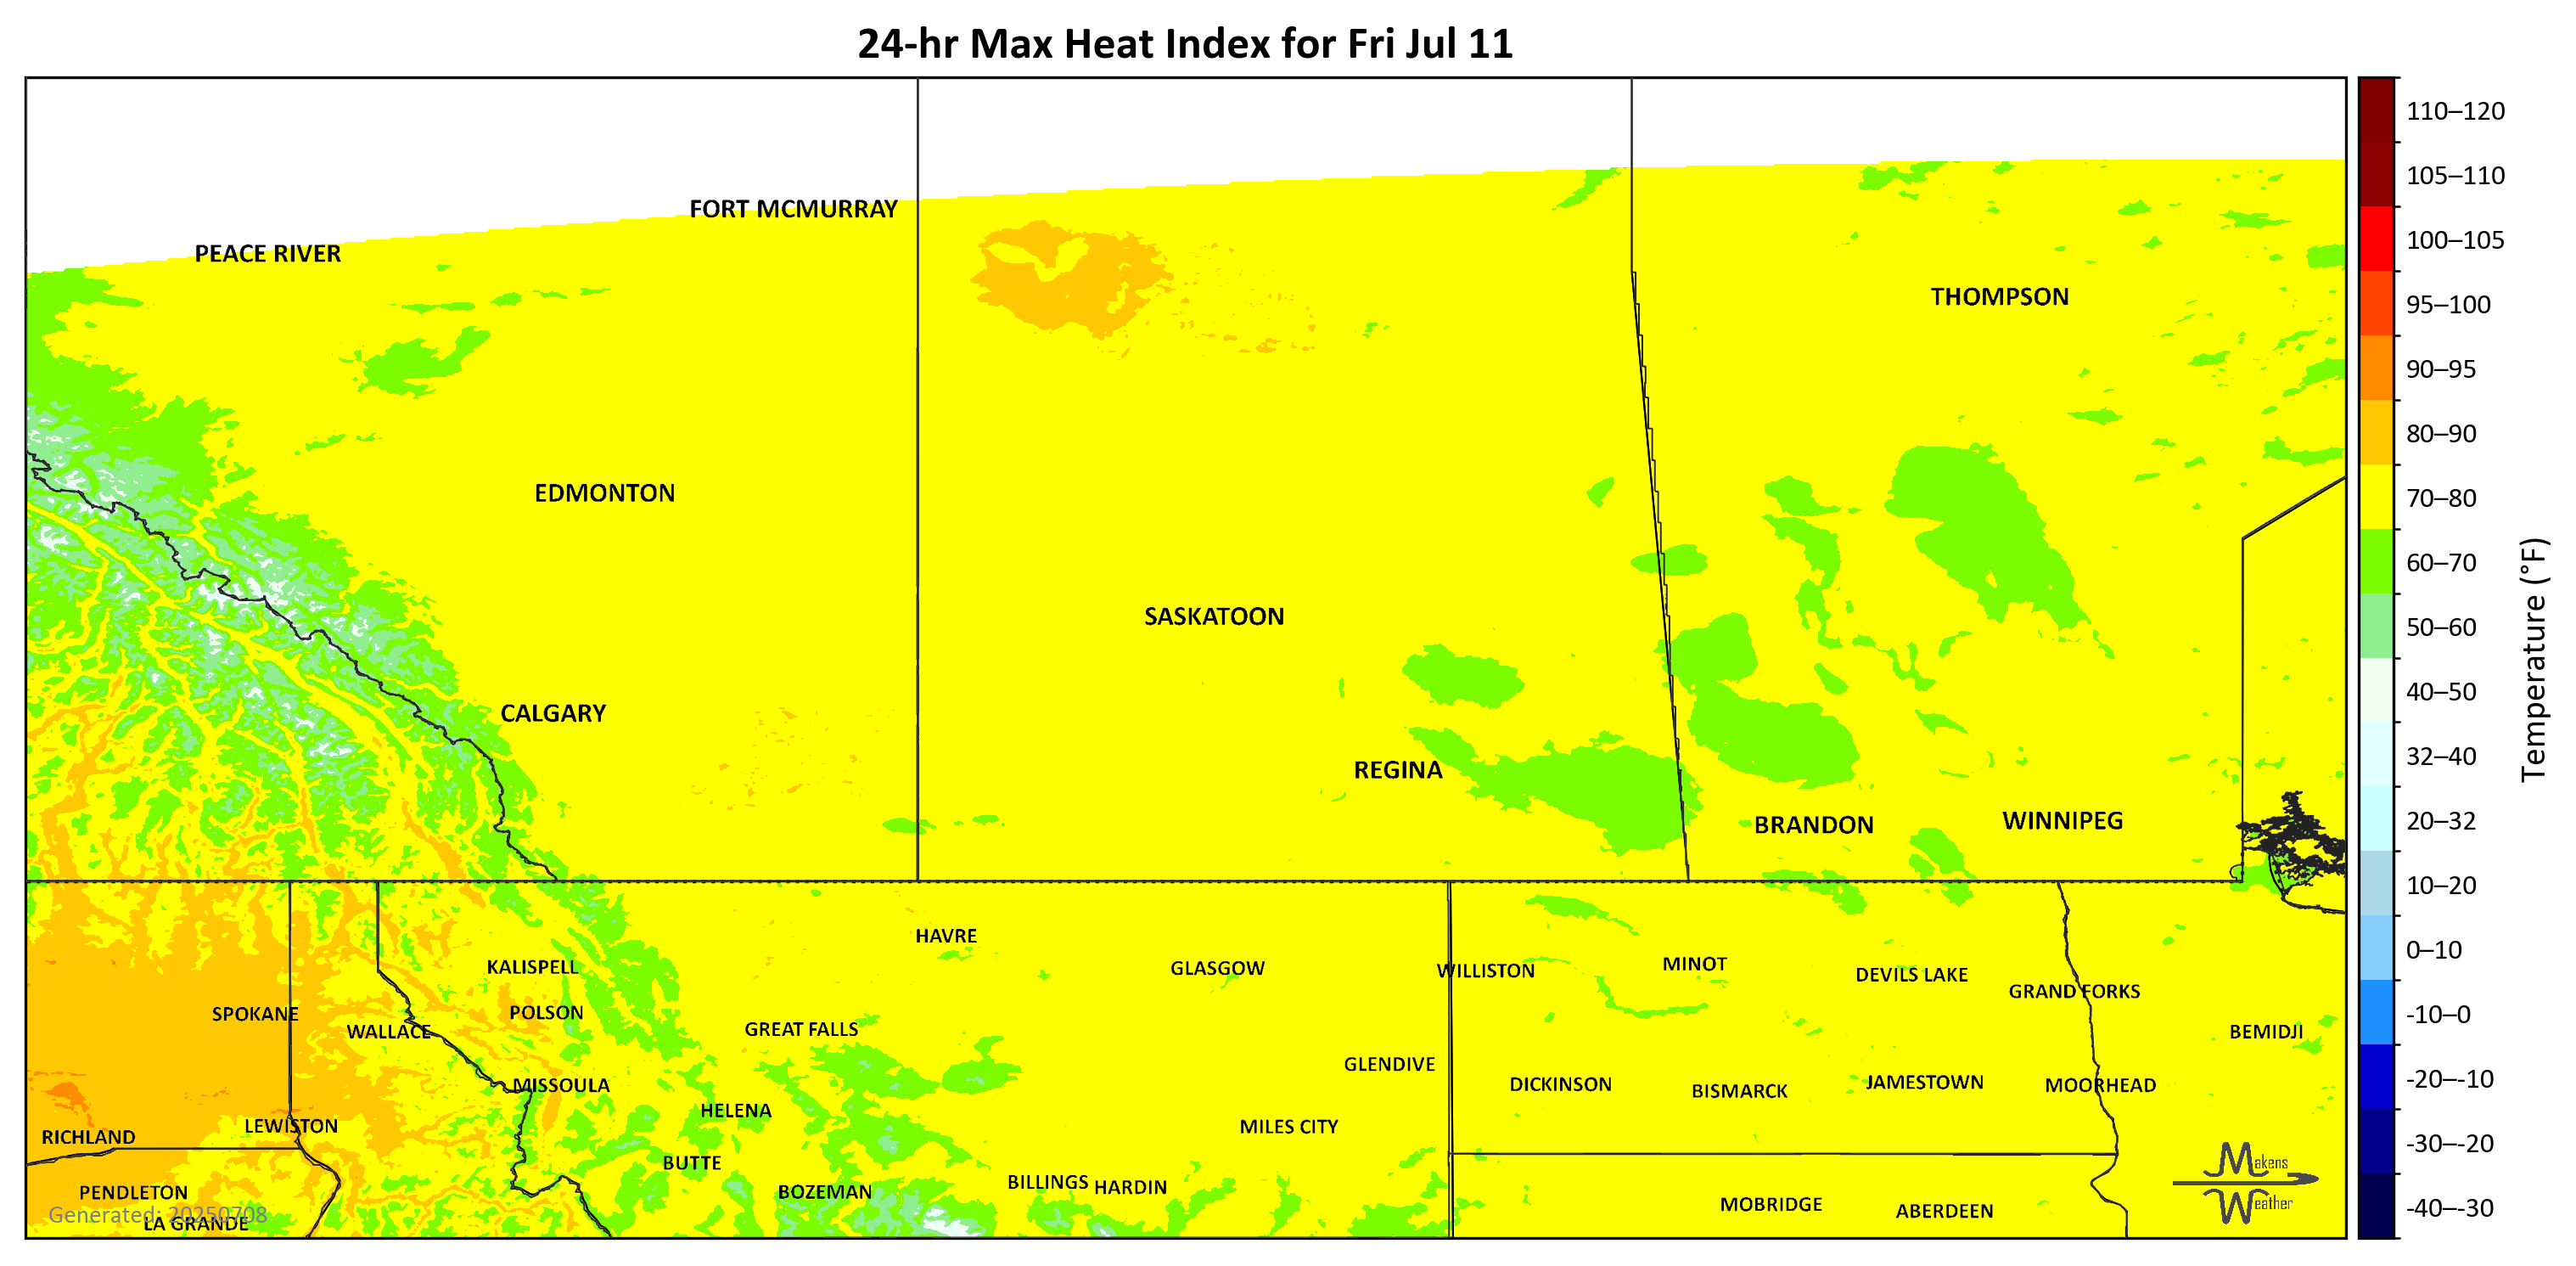 24-hr Max Heat Index for Fri Jul 11
FORT MCMURRAY
PEACE RIVER
THOMPSON
EDMONTON
SASKATOON
CALGARY
REGINA
BRANDON
WINNIPEG
HAVRE
KALISPELL
GLASGOW
WILLISTON
MINOT
DEVILS LAKE
GRAND FORKS
SPOKANE
POLSON
WALLACE
GREAT FALLS
BEMIDJI
GLENDIVE
MISSOULA
DICKINSON
BISMARCK
JAMESTOWN
MOORHEAD
HELENA
LEWISTON
MILES CITY
RICHLAND
BUTTE
PENDLETON
BOZEMAN
BILLINGS
HARDIN
MOBRIDGE
ABERDEEN
Generated: 20250708
LA GRANDE
Makens
Weather
110–120
105–110
100–105
95–100
90–95
80–90
70–80
60–70
50–60
40–50
32–40
20–32
10–20
0–10
-10–0
-20–-10
-30–-20
-40–-30
Temperature (°F)